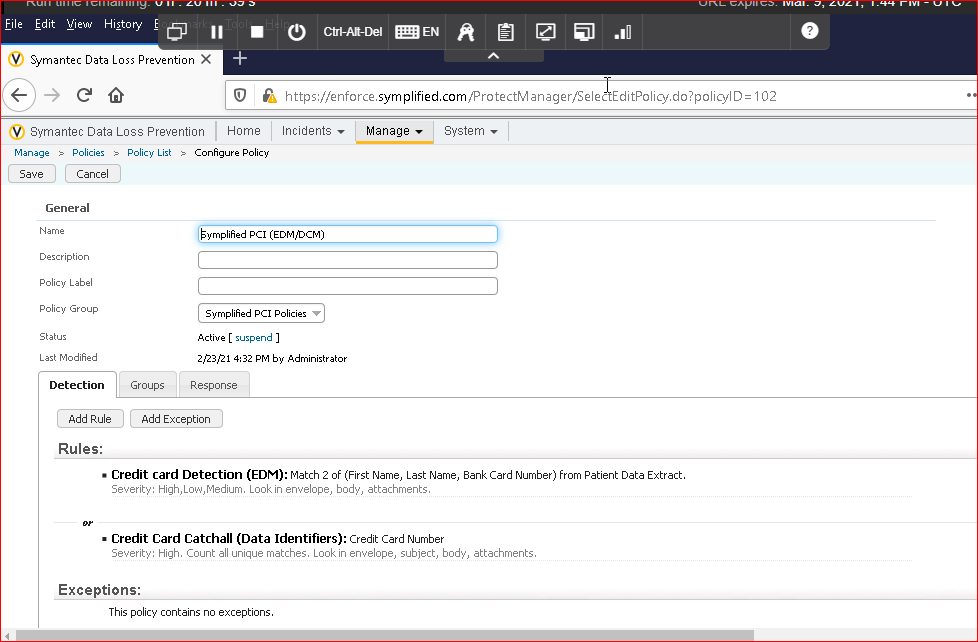 Run time remaining: 0 h : 20 m : 39 s
URL expires: Mar. 9, 2021, 1:44 PM - UTC
File Edit View History Bookmarks Tools Help
Ctrl-Alt-Del EN
Symantec Data Loss Prevention
https://enforce.symplified.com/ProtectManager/SelectEditPolicy.do?policyID=102
Symantec Data Loss Prevention Home Incidents Manage System
Manage > Policies > Policy List > Configure Policy
Save Cancel
General
Name Symplified PCI (EDM/DCM)
Description
Policy Label
Policy Group Symplified PCI Policies
Status Active [ suspend ]
Last Modified 2/23/21 4:32 PM by Administrator
Detection Groups Response
Add Rule Add Exception
Rules:
Credit card Detection (EDM): Match 2 of (First Name, Last Name, Bank Card Number) from Patient Data Extract.
Severity: High,Low,Medium. Look in envelope, body, attachments.
or
Credit Card Catchall (Data Identifiers): Credit Card Number
Severity: High. Count all unique matches. Look in envelope, subject, body, attachments.
Exceptions:
This policy contains no exceptions.